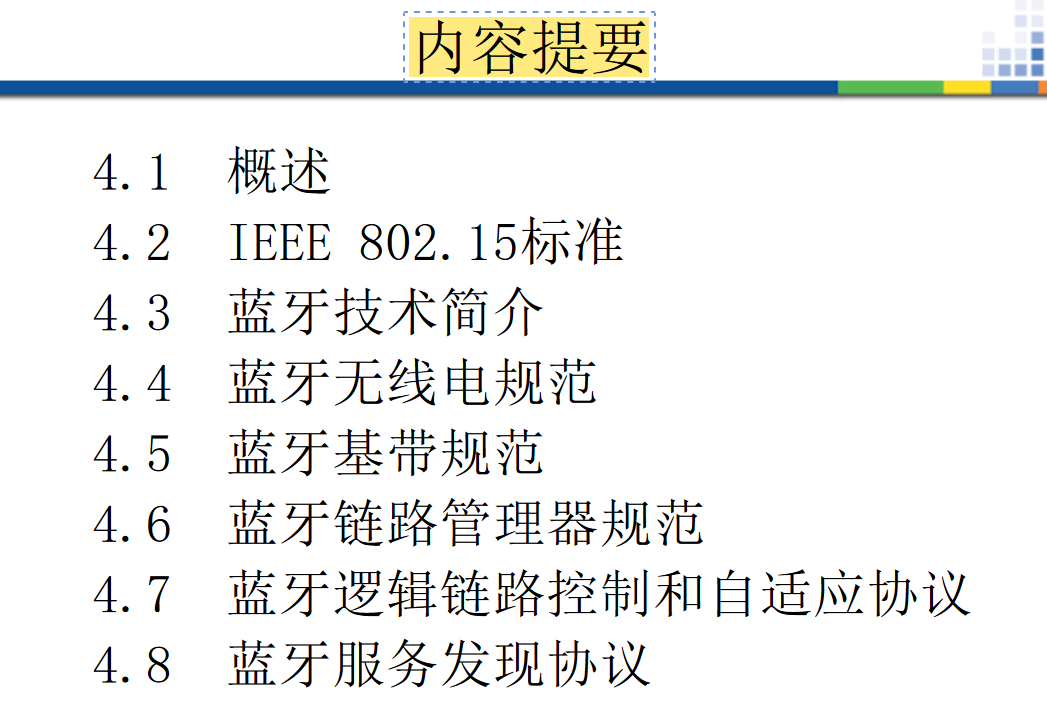 内容提要
4.1 概述
4.2 IEEE 802.15标准
4.3 蓝牙技术简介
4.4 蓝牙无线电规范
4.5 蓝牙基带规范
4.6 蓝牙链路管理器规范
4.7 蓝牙逻辑链路控制和自适应协议
4.8 蓝牙服务发现协议